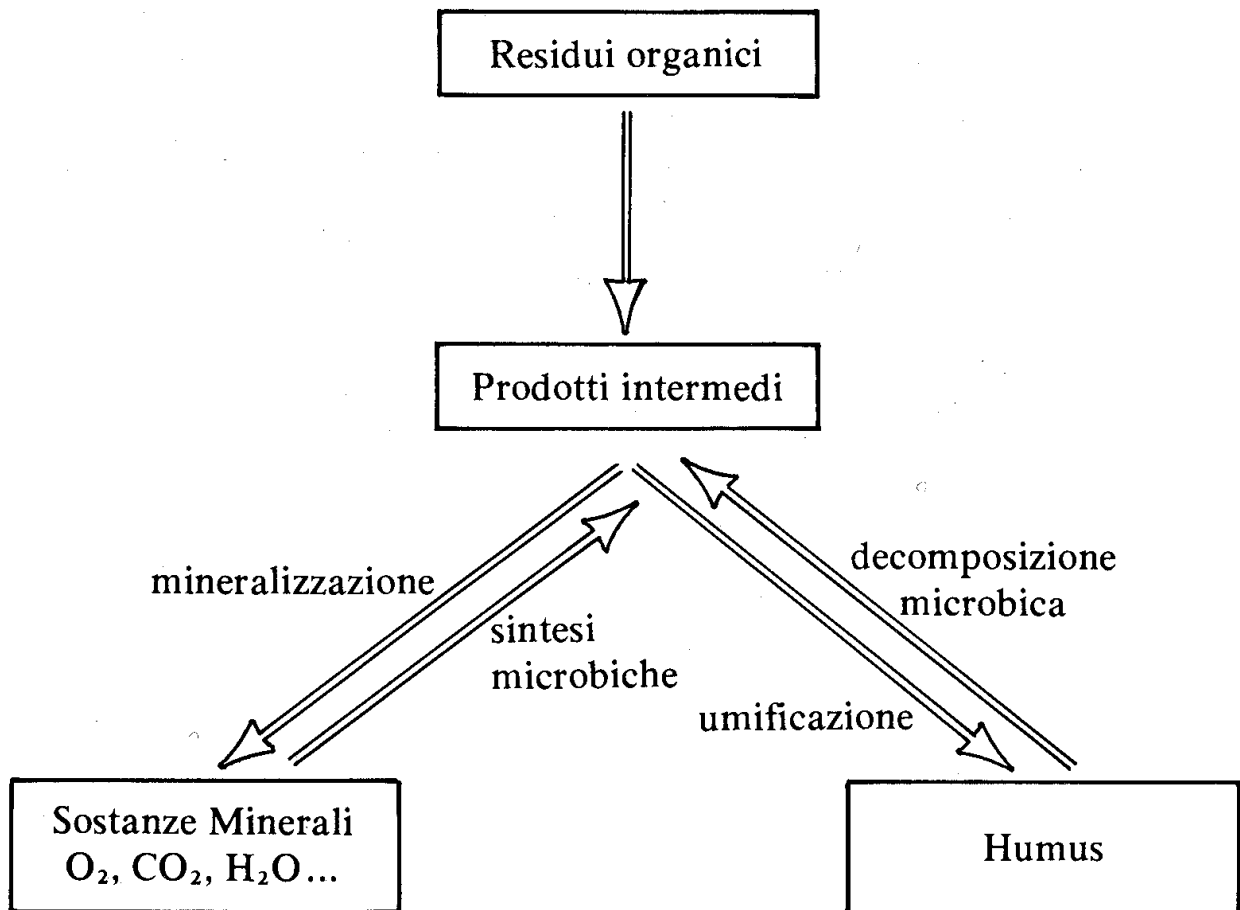 Residui organici
Prodotti intermedi
mineralizzazione
sintesi
microbiche
decomposizione
microbica
umificazione
Sostanze Minerali
O₂, CO₂, H₂O...
Humus